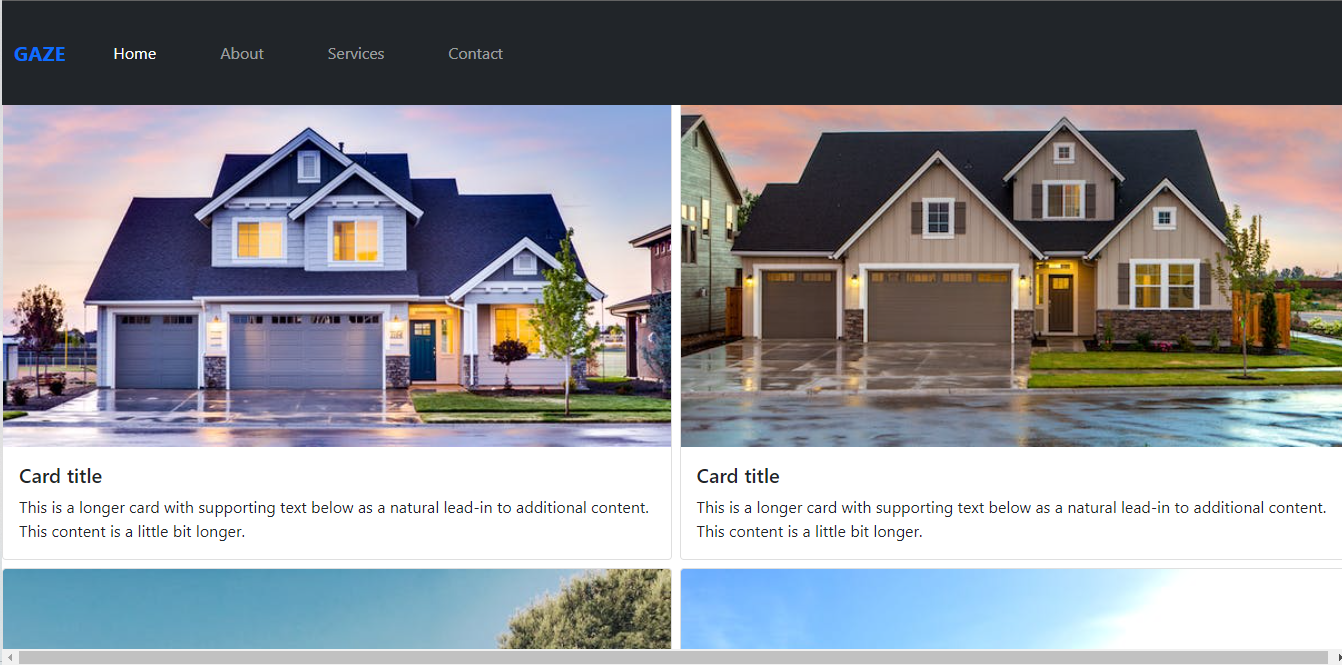 GAZE Home About Services Contact
Card title
This is a longer card with supporting text below as a natural lead-in to additional content.
This content is a little bit longer.
Card title
This is a longer card with supporting text below as a natural lead-in to additional content.
This content is a little bit longer.